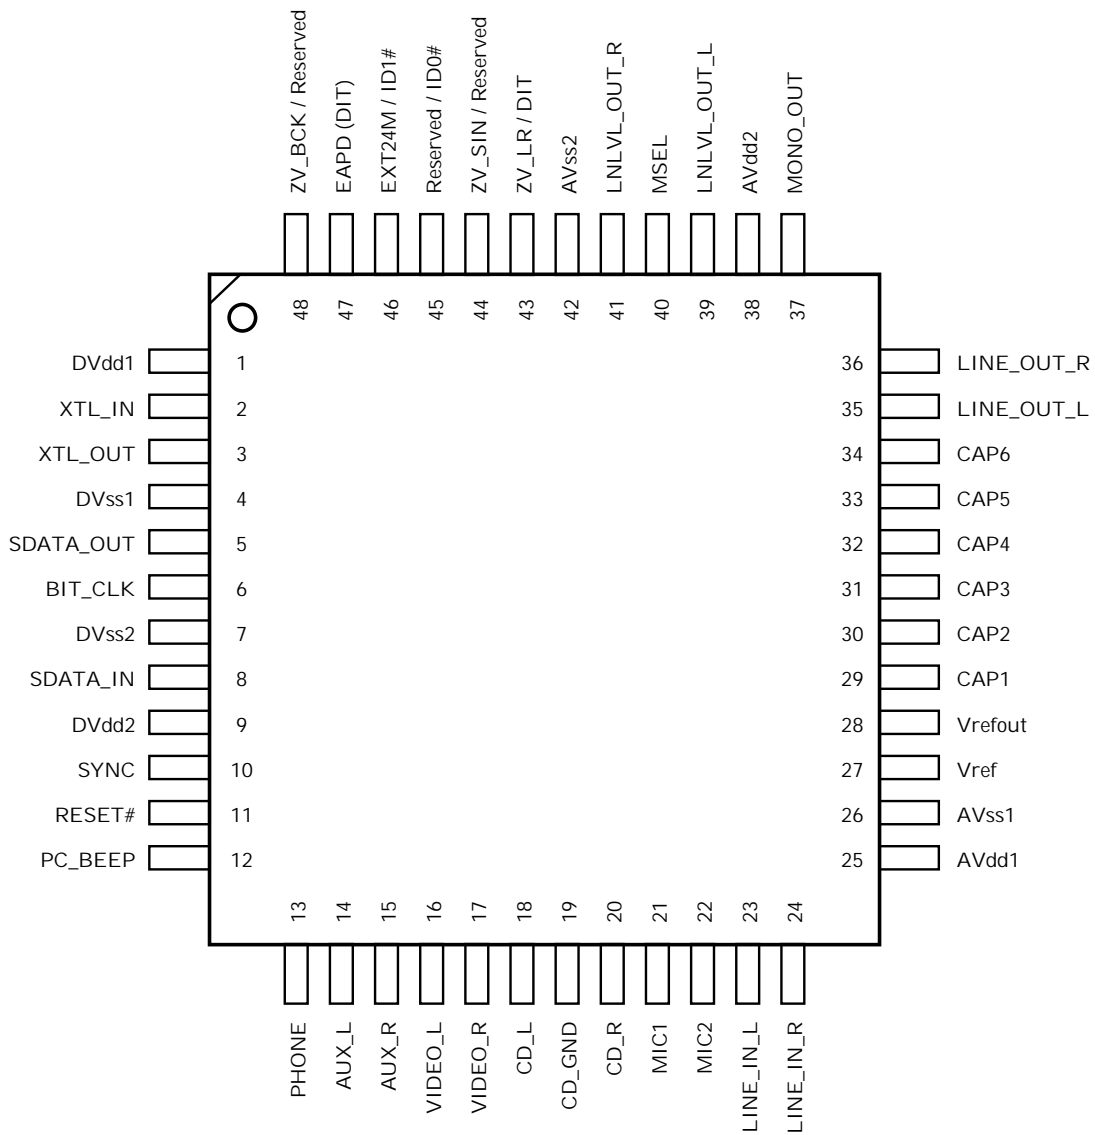 ZV_BCK / Reserved
EAPD (DIT)
EXT24M / ID1#
Reserved / ID0#
ZV_SIN / Reserved
ZV_LR / DIT
AVss2
LNLVL_OUT_R
MSEL
LNLVL_OUT_L
AVdd2
MONO_OUT
48
47
46
45
44
43
42
41
40
39
38
37
DVdd1 1
XTL_IN 2
XTL_OUT 3
DVss1 4
SDATA_OUT 5
BIT_CLK 6
DVss2 7
SDATA_IN 8
DVdd2 9
SYNC 10
RESET# 11
PC_BEEP 12
36 LINE_OUT_R
35 LINE_OUT_L
34 CAP6
33 CAP5
32 CAP4
31 CAP3
30 CAP2
29 CAP1
28 Vrefout
27 Vref
26 AVss1
25 AVdd1
13
14
15
16
17
18
19
20
21
22
23
24
PHONE
AUX_L
AUX_R
VIDEO_L
VIDEO_R
CD_L
CD_GND
CD_R
MIC1
MIC2
LINE_IN_L
LINE_IN_R